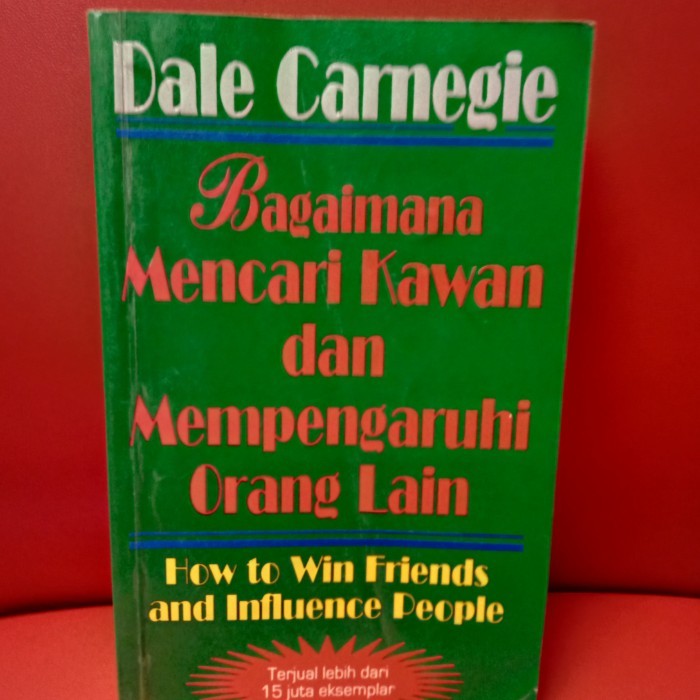 Dale Carnegie
Bagaimana
Mencari Kawan
dan
Mempengaruhi
Orang Lain
How to Win Friends
and Influence People
Terjual lebih dari
15 juta eksemplar